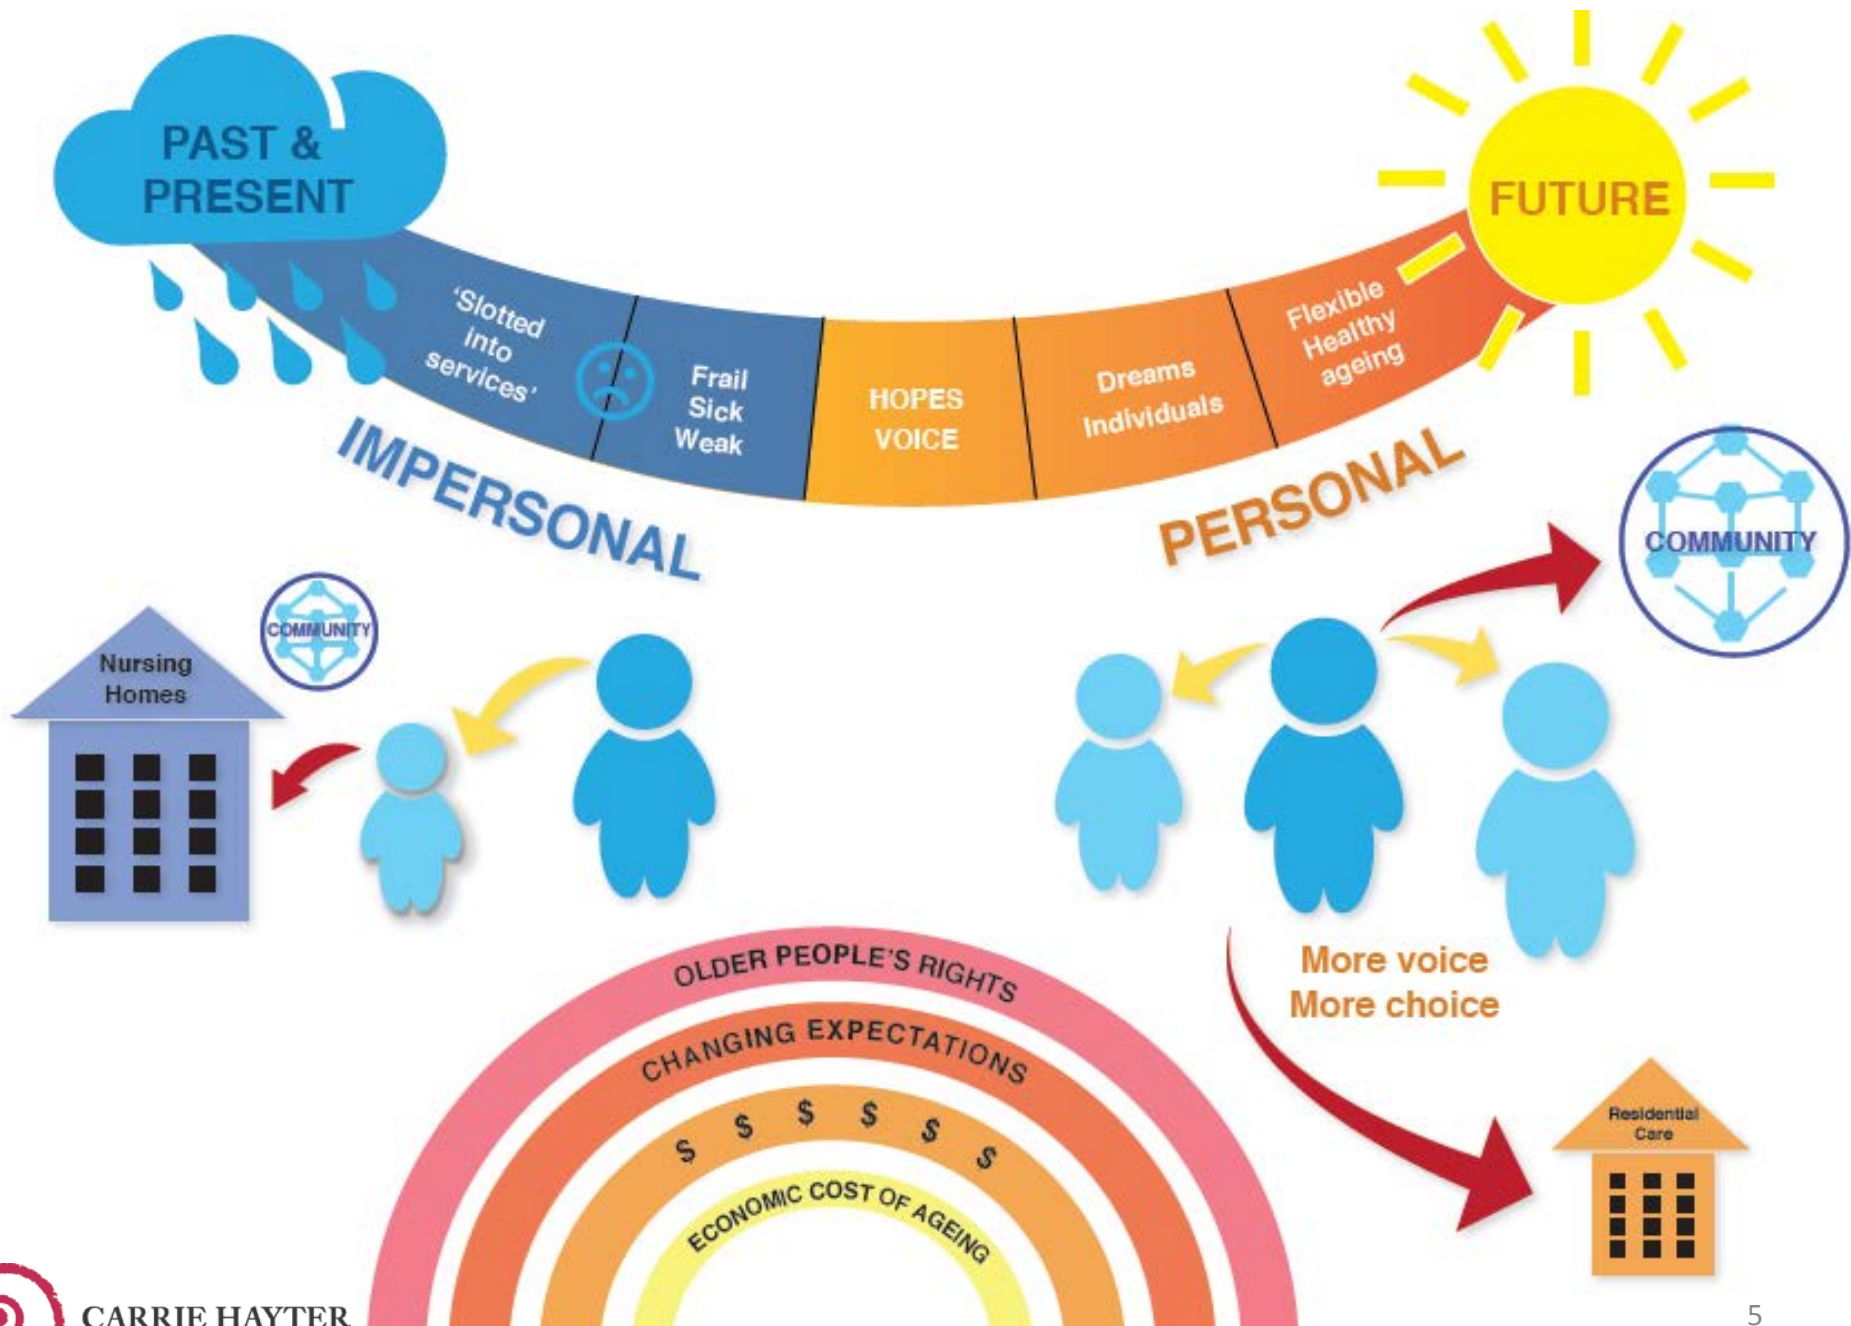 PAST &
PRESENT
FUTURE
‘Slotted
into
services’
Frail
Sick
Weak
HOPES
VOICE
Dreams
Individuals
Flexible
Healthy
ageing
IMPERSONAL
PERSONAL
COMMUNITY
Nursing
Homes
COMMUNITY
More voice
More choice
OLDER PEOPLE'S RIGHTS
CHANGING EXPECTATIONS
$ $ $ $ $ $
ECONOMIC COST OF AGEING
Residential
Care
CARRIE HAYTER
5